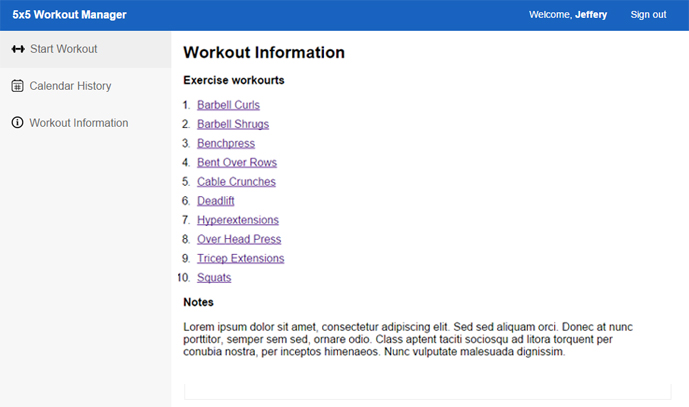 5x5 Workout Manager
Welcome, Jeffery
Sign out
Start Workout
Calendar History
Workout Information
Workout Information
Exercise workourts
1. Barbell Curls
2. Barbell Shrugs
3. Benchpress
4. Bent Over Rows
5. Cable Crunches
6. Deadlift
7. Hyperextensions
8. Over Head Press
9. Tricep Extensions
10. Squats
Notes
Lorem ipsum dolor sit amet, consectetur adipiscing elit. Sed sed aliquam orci. Donec at nunc
porttitor, semper sem sed, ornare odio. Class aptent taciti sociosqu ad litora torquent per
conubia nostra, per inceptos himenaeos. Nunc vulputate malesuada dignissim.